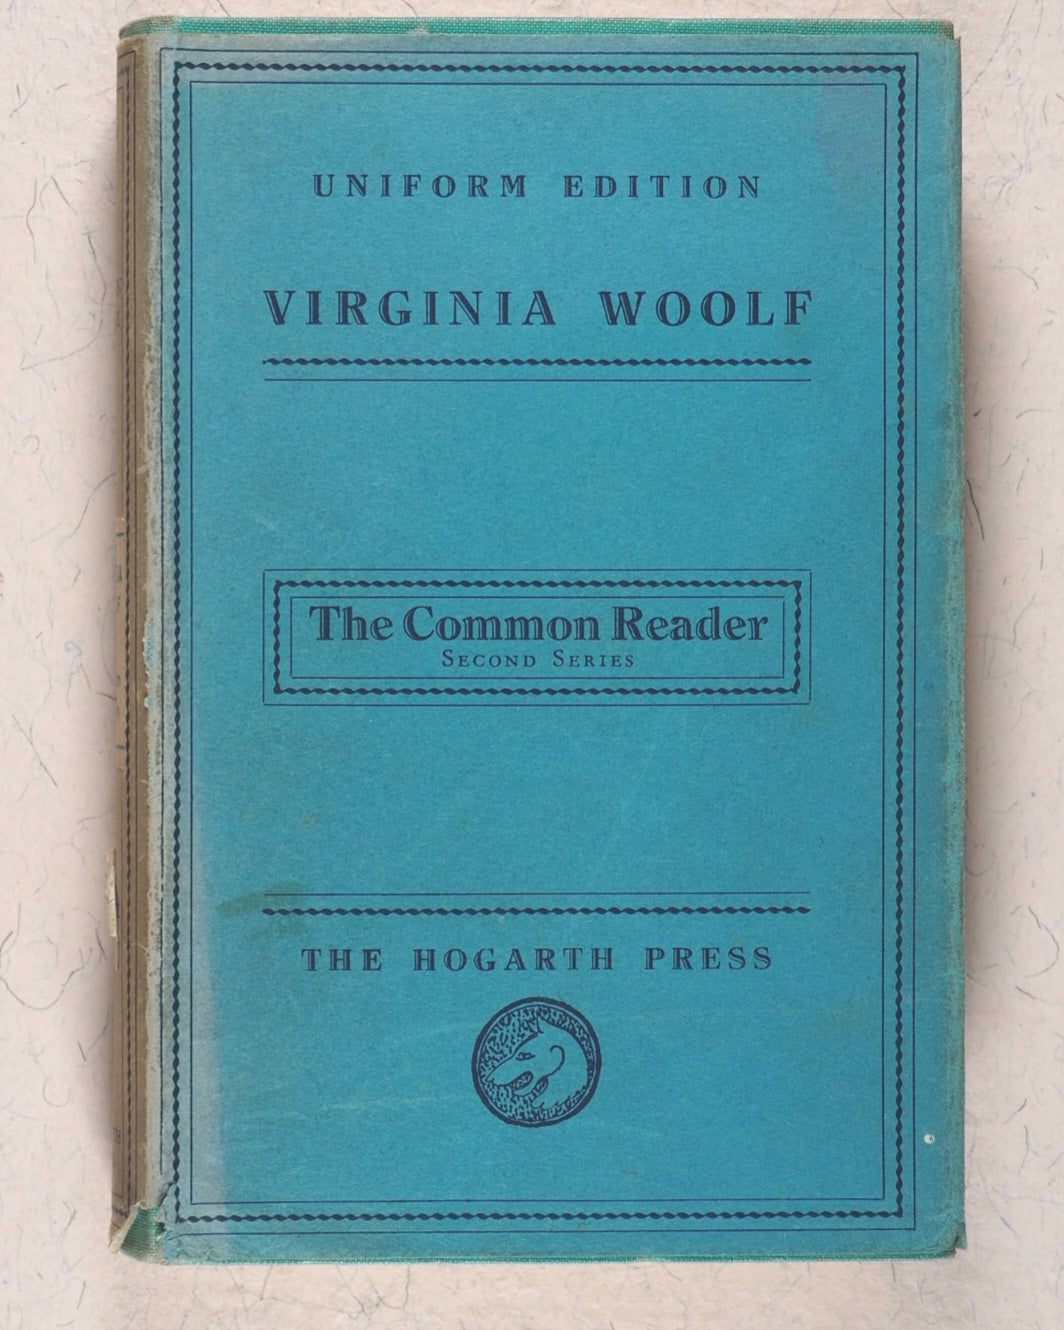 UNIFORM EDITION
VIRGINIA WOOLF
The Common Reader
SECOND SERIES
THE HOGARTH PRESS